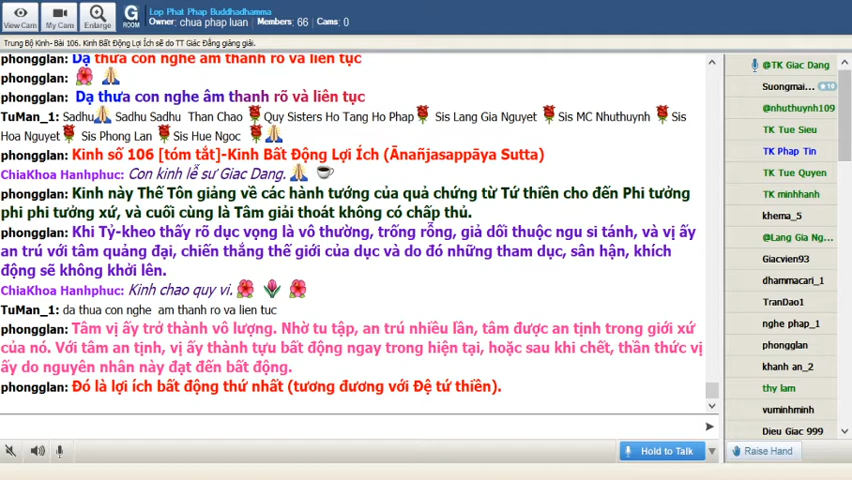 View Cam
My Cam
Enlarge
G
ROOM
Lop Phat Phap Buddhadhamma
Owner: chua phap luan Members: 66 Cams: 0
Trung Bộ Kinh- Bài 106. Kinh Bất Động Lợi Ích sẽ do TT Giác Đẳng giảng giải.
phongglan: Dạ thưa con nghe âm thanh rõ và liên tục
phongglan:
phongglan: Dạ thưa con nghe âm thanh rõ và liên tục
TuMan_1: Sadhu Sadhu Sadhu Than Chao Quy Sisters Ho Tang Ho Phap Sis Lang Gia Nguyet Sis MC Nhuthuynh Sis
Hoa Nguyet Sis Phong Lan Sis Hue Ngoc
phongglan: Kinh số 106 [tóm tắt]-Kinh Bất Động Lợi Ích (Ānañjasappāya Sutta)
ChiaKhoa Hanhphuc: Con kinh lễ sư Giac Dang.
phongglan: Kinh này Thế Tôn giảng về các hành tướng của quả chứng từ Tứ thiền cho đến Phi tưởng
phi phi tưởng xứ, và cuối cùng là Tâm giải thoát không có chấp thủ.
phongglan: Khi Tỷ-kheo thấy rõ dục vọng là vô thường, trống rỗng, giả dối thuộc ngu si tánh, và vị ấy
an trú với tâm quảng đại, chiến thắng thế giới của dục và do đó những tham dục, sân hận, khích
động sẽ không khởi lên.
ChiaKhoa Hanhphuc: Kinh chao quy vi.
TuMan_1: da thua con nghe am thanh ro va lien tuc
phongglan: Tâm vị ấy trở thành vô lượng. Nhờ tu tập, an trú nhiều lần, tâm được an tịnh trong giới xứ
của nó. Với tâm an tịnh, vị ấy thành tựu bất động ngay trong hiện tại, hoặc sau khi chết, thần thức vị
ấy do nguyên nhân này đạt đến bất động.
phongglan: Đó là lợi ích bất động thứ nhất (tương đương với Đệ tứ thiền).
Hold to Talk
@TK Giac Dang
Suongmai...
10
@nhuthuynh109
TK Tue Sieu
TK Phap Tin
TK Tue Quyen
TK minhhanh
khema_5
@Lang Gia Ng...
Giacvien93
dhammacari_1
TranDao1
nghe phap_1
phongglan
khanh an_2
thy lam
vuminhminh
Dieu Giac 999
Raise Hand